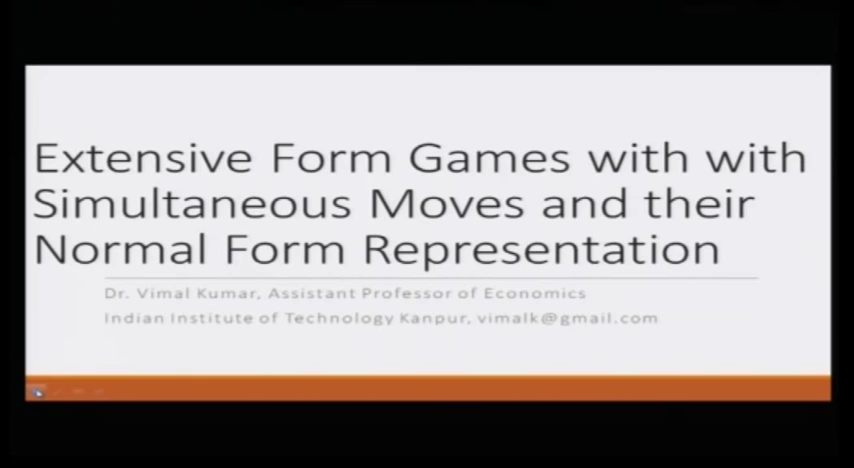 Extensive Form Games with with
Simultaneous Moves and their
Normal Form Representation
Dr. Vimal Kumar, Assistant Professor of Economics
Indian Institute of Technology Kanpur, vimalk@gmail.com